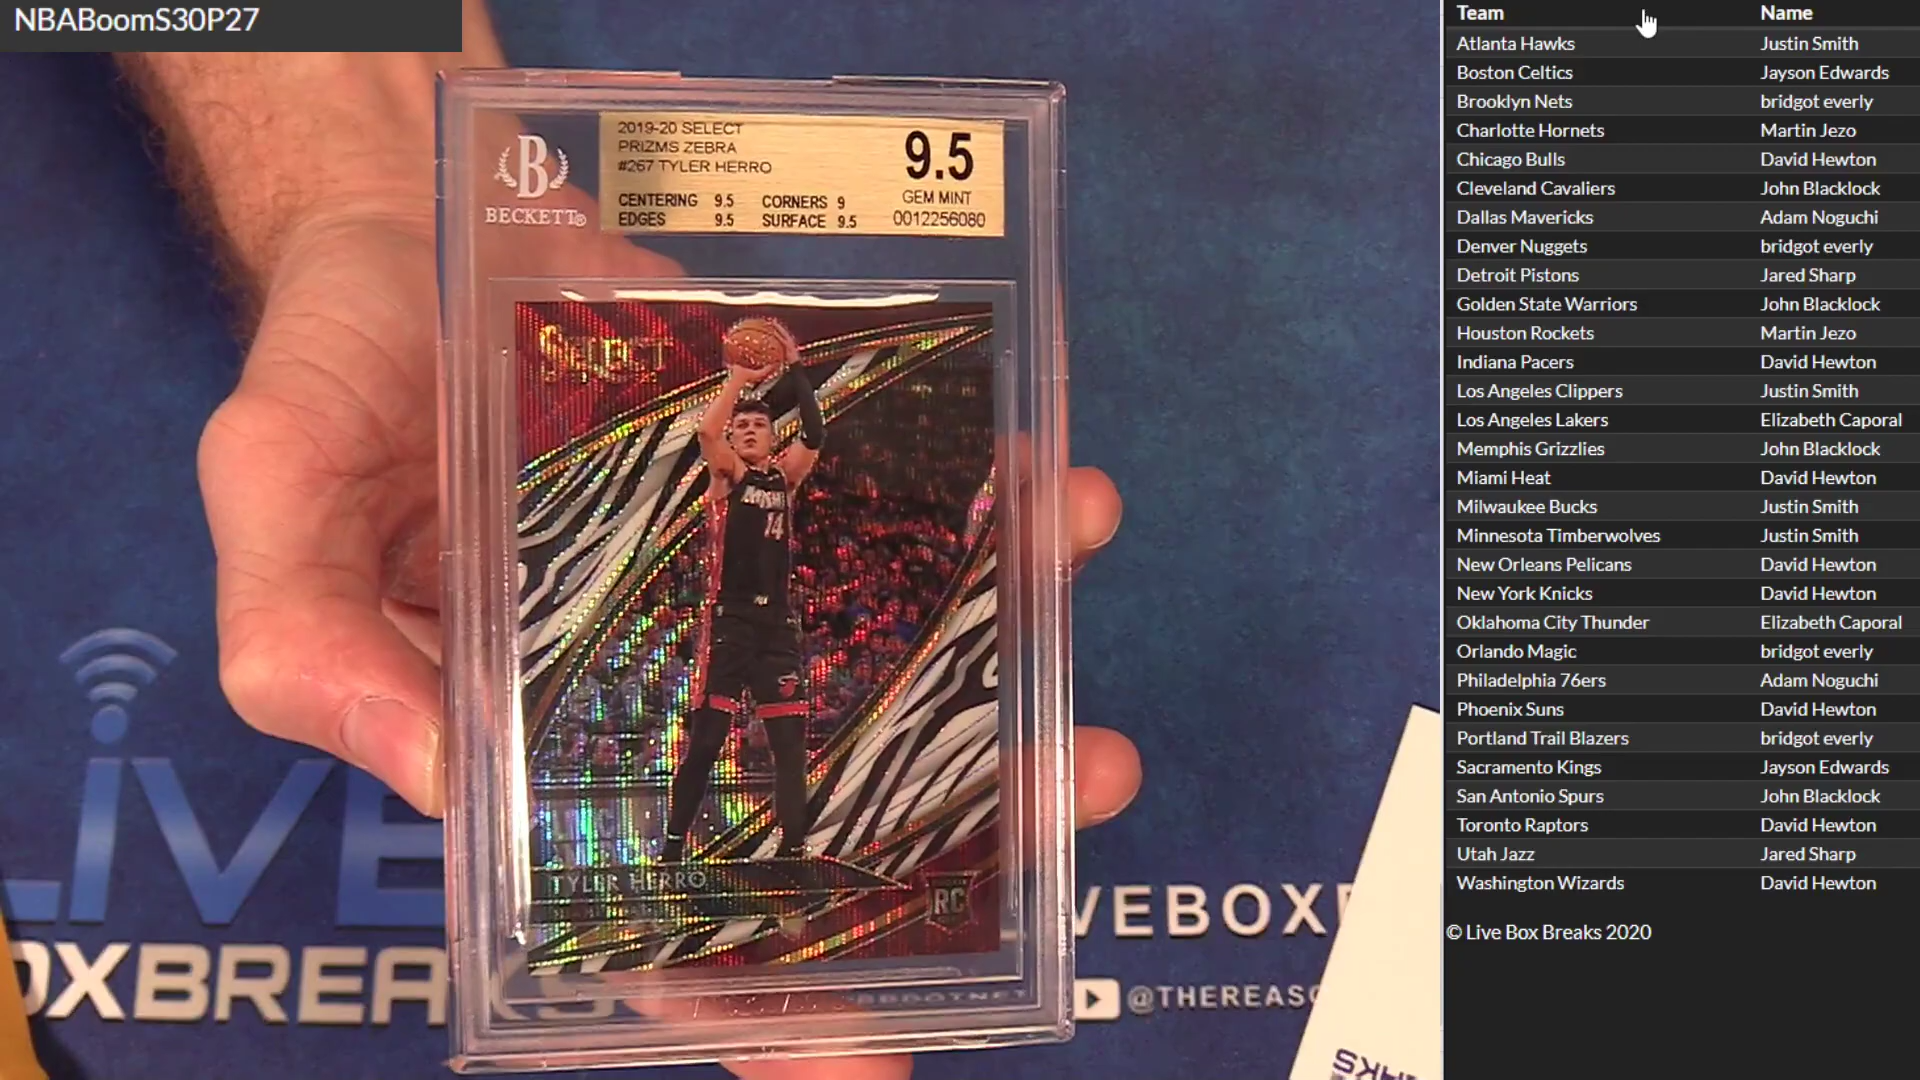 NBABoomS30P27
B
BECKETT®
2019-20 SELECT
PRIZMS ZEBRA
#267 TYLER HERRO
CENTERING 9.5 CORNERS 9
EDGES 9.5 SURFACE 9.5
9.5
GEM MINT
0012256080
SELECT
14
TYLER HERRO
RC
LIVE
OXBREA
VEBOX
@THEREAS
Team Name
Atlanta Hawks Justin Smith
Boston Celtics Jayson Edwards
Brooklyn Nets bridgot everly
Charlotte Hornets Martin Jezo
Chicago Bulls David Hewton
Cleveland Cavaliers John Blacklock
Dallas Mavericks Adam Noguchi
Denver Nuggets bridgot everly
Detroit Pistons Jared Sharp
Golden State Warriors John Blacklock
Houston Rockets Martin Jezo
Indiana Pacers David Hewton
Los Angeles Clippers Justin Smith
Los Angeles Lakers Elizabeth Caporal
Memphis Grizzlies John Blacklock
Miami Heat David Hewton
Milwaukee Bucks Justin Smith
Minnesota Timberwolves Justin Smith
New Orleans Pelicans David Hewton
New York Knicks David Hewton
Oklahoma City Thunder Elizabeth Caporal
Orlando Magic bridgot everly
Philadelphia 76ers Adam Noguchi
Phoenix Suns David Hewton
Portland Trail Blazers bridgot everly
Sacramento Kings Jayson Edwards
San Antonio Spurs John Blacklock
Toronto Raptors David Hewton
Utah Jazz Jared Sharp
Washington Wizards David Hewton
© Live Box Breaks 2020